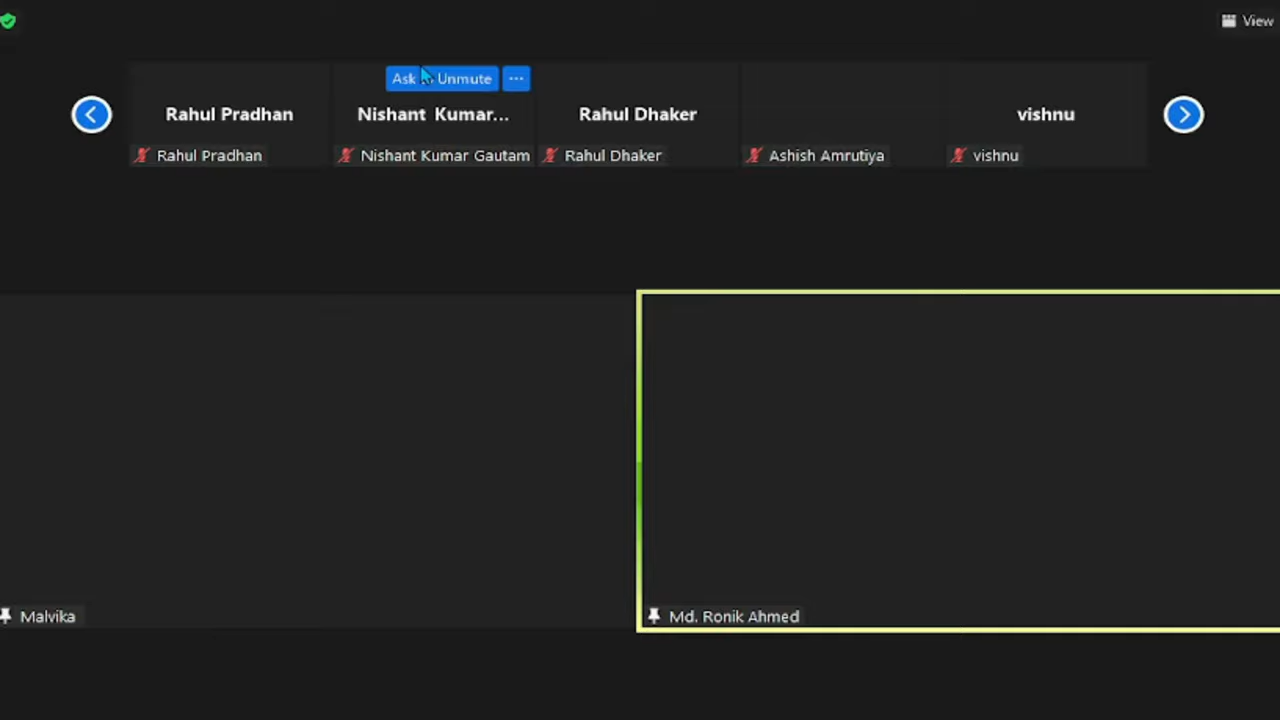 View
Ask to Unmute ...
Rahul Pradhan
Nishant Kumar...
Rahul Dhaker
vishnu
Rahul Pradhan
Nishant Kumar Gautam
Rahul Dhaker
Ashish Amrutiya
vishnu
Malvika
Md. Ronik Ahmed